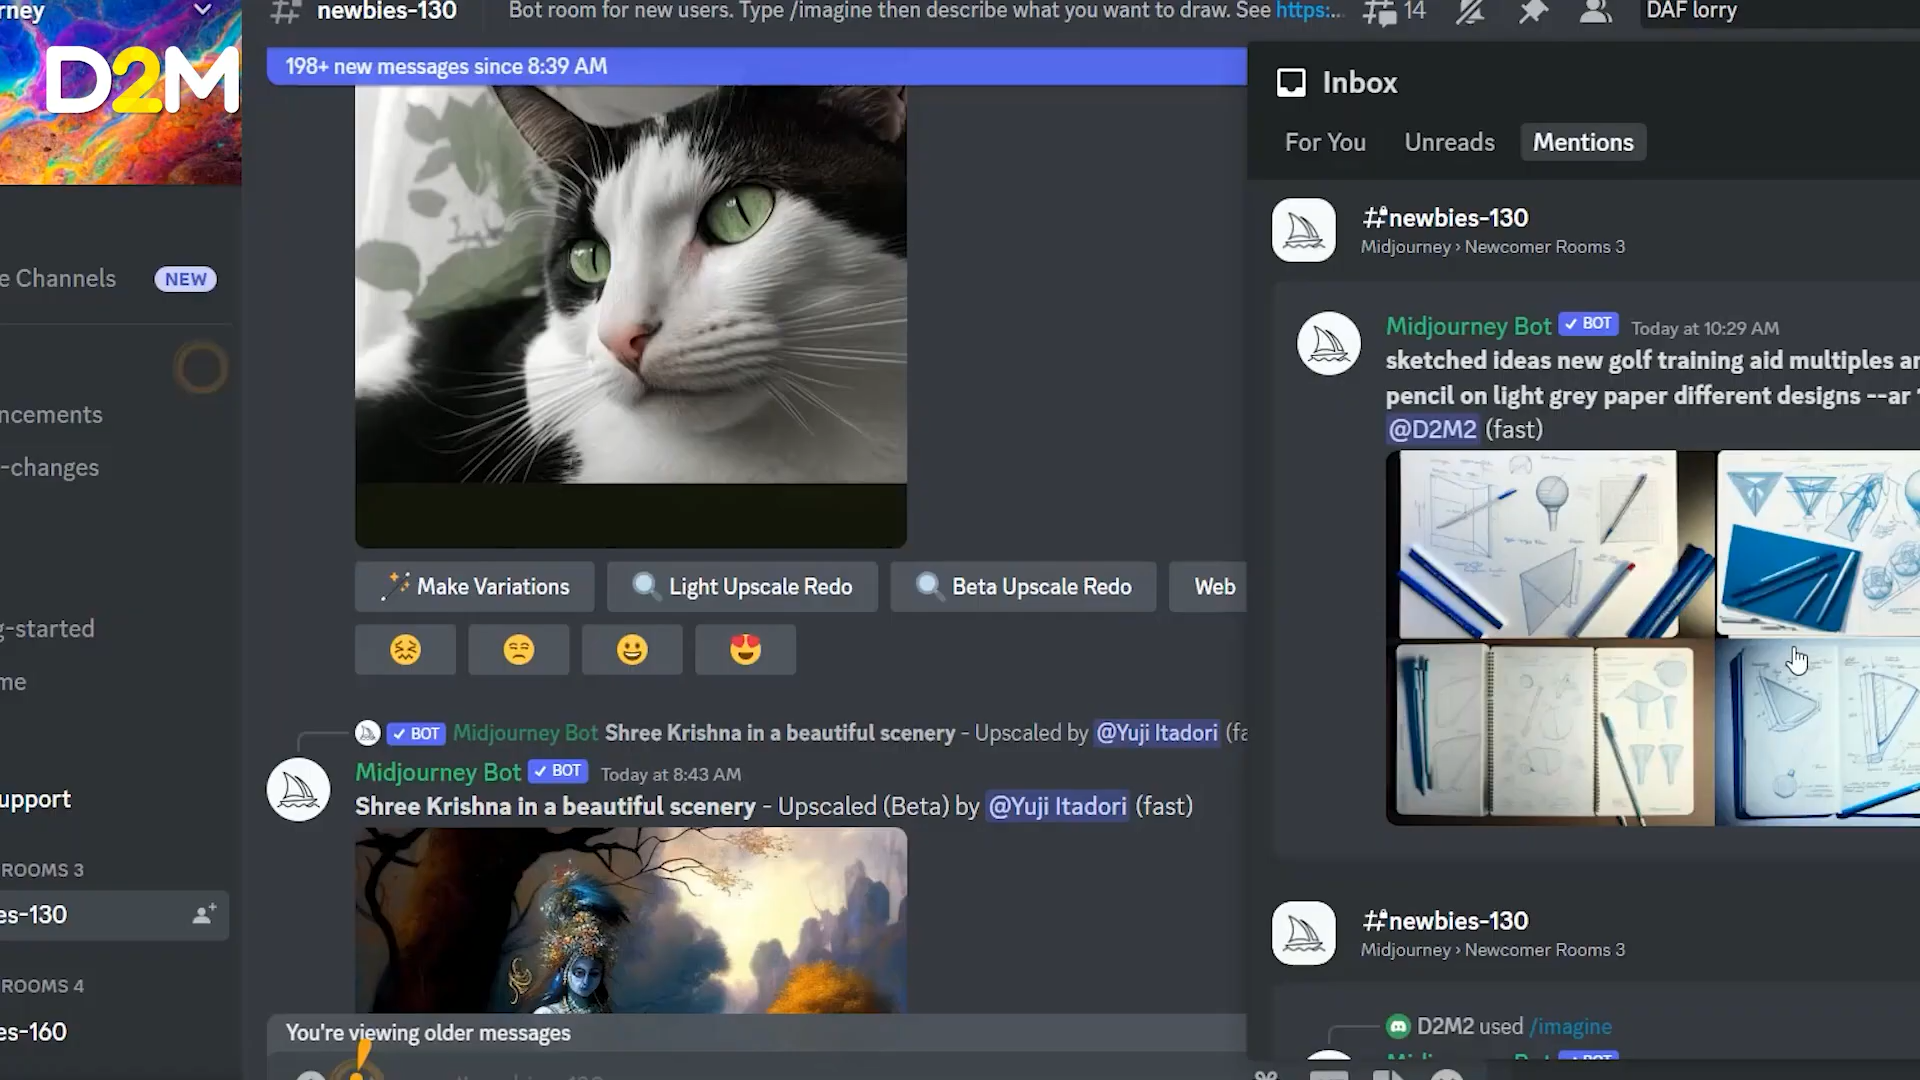 rney
D2M
e Channels
NEW
ncements
-changes
g-started
me
upport
ROOMS 3
es-130
ROOMS 4
es-160
newbies-130
Bot room for new users. Type /imagine then describe what you want to draw. See https:...
14
DAF lorry
198+ new messages since 8:39 AM
Make Variations
Light Upscale Redo
Beta Upscale Redo
Web
BOT Midjourney Bot Shree Krishna in a beautiful scenery - Upscaled by @Yuji Itadori (fa
Midjourney Bot BOT Today at 8:43 AM
Shree Krishna in a beautiful scenery - Upscaled (Beta) by @Yuji Itadori (fast)
You're viewing older messages
Inbox
For You
Unreads
Mentions
#newbies-130
Midjourney › Newcomer Rooms 3
Midjourney Bot BOT Today at 10:29 AM
sketched ideas new golf training aid multiples
pencil on light grey paper different designs --ar
@D2M2 (fast)
#newbies-130
Midjourney › Newcomer Rooms 3
D2M2 used /imagine